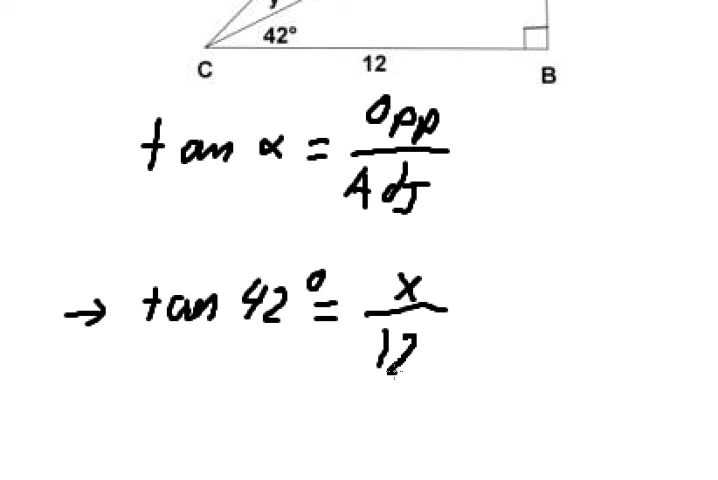 y
42°
C
12
B
tan α = Opp
Adj
→ tan 42° = x
12